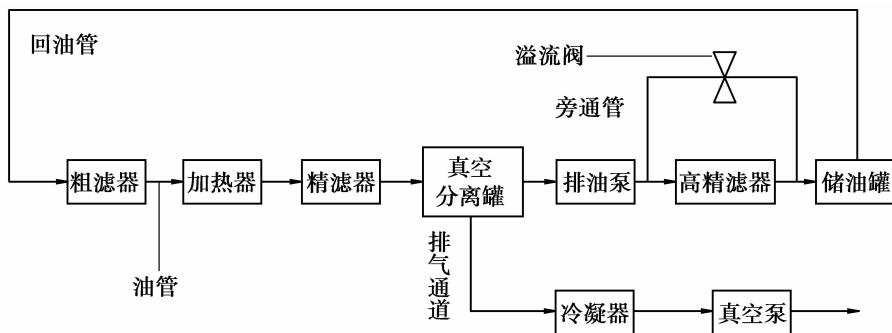 回油管
溢流阀
旁通管
粗滤器
加热器
精滤器
真空
分离罐
排油泵
高精滤器
储油罐
油管
排气通道
冷凝器
真空泵